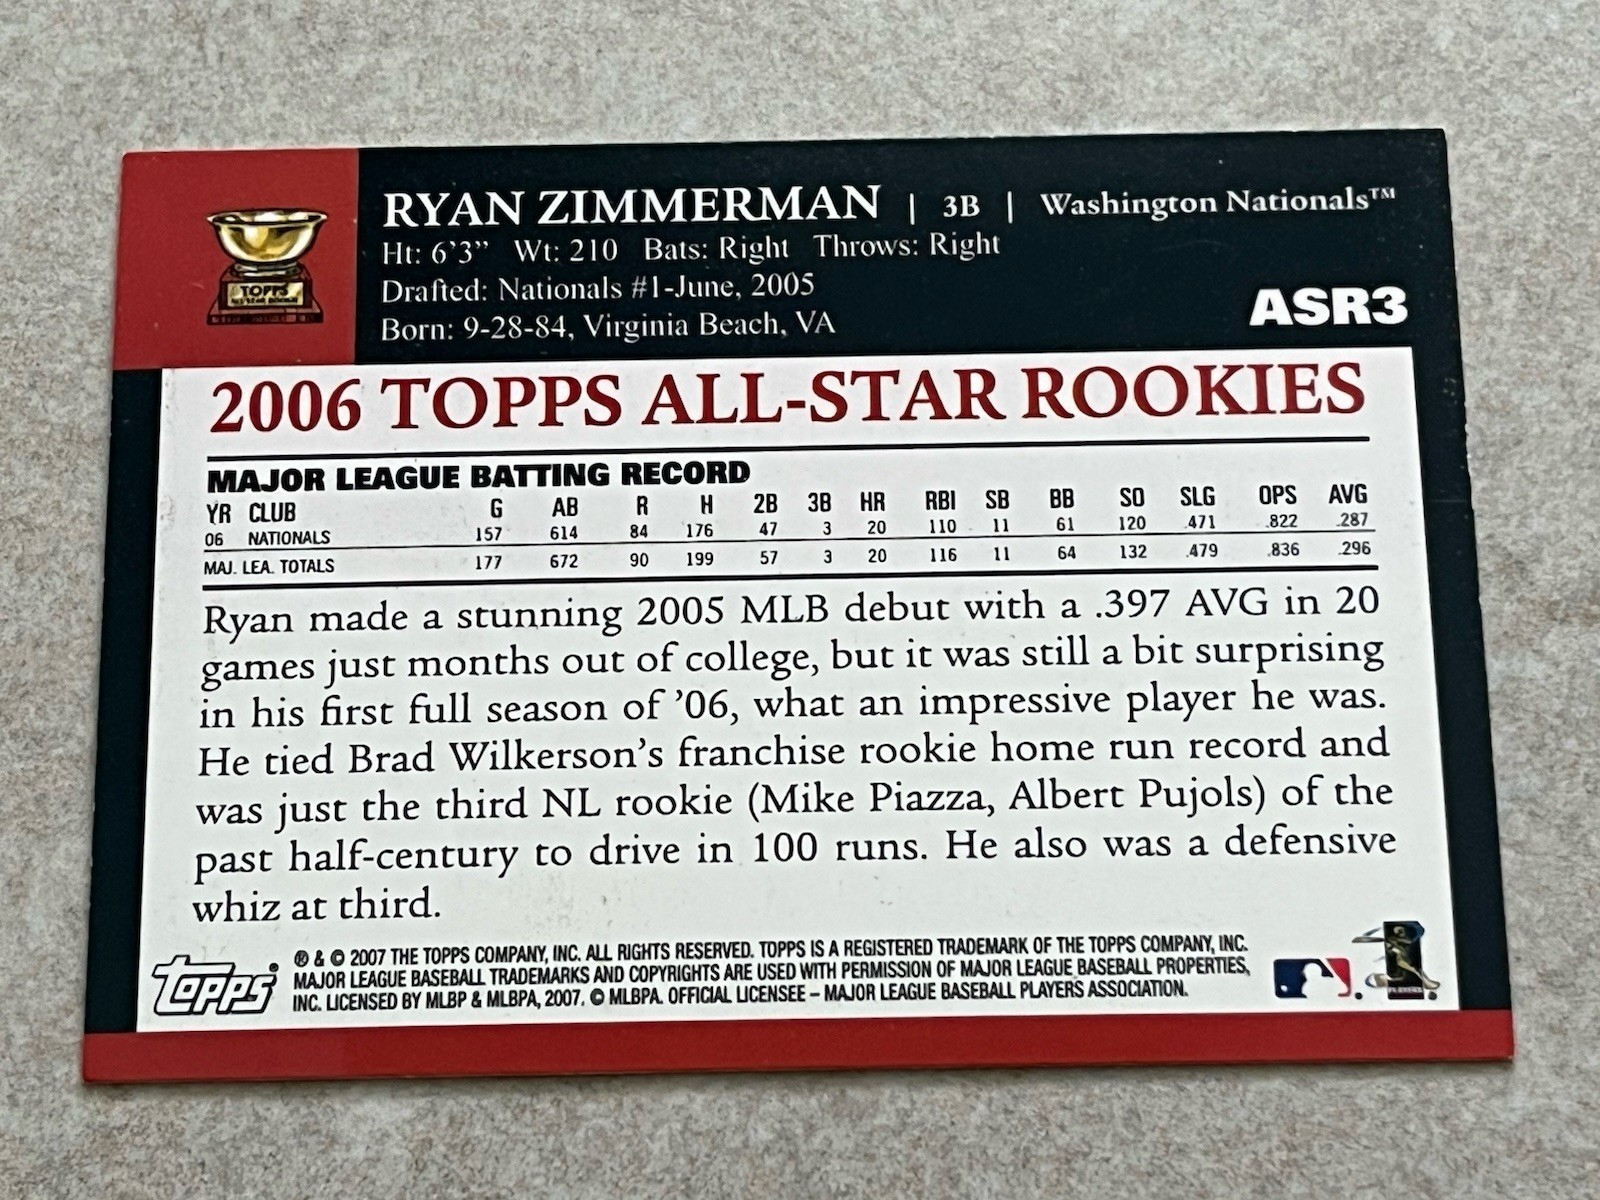 RYAN ZIMMERMAN | 3B | Washington Nationals™
Ht: 6'3" Wt: 210 Bats: Right Throws: Right
Drafted: Nationals #1-June, 2005
Born: 9-28-84, Virginia Beach, VA
TOPPS
ALL-STAR ROOKIE
ASR3
2006 TOPPS ALL-STAR ROOKIES
MAJOR LEAGUE BATTING RECORD
YR CLUB G AB R H 2B 3B HR RBI SB BB SO SLG OPS AVG
06 NATIONALS 157 614 84 176 47 3 20 110 11 61 120 .471 .822 .287
MAJ. LEA. TOTALS 177 672 90 199 57 3 20 116 11 64 132 .479 .836 .296
Ryan made a stunning 2005 MLB debut with a .397 AVG in 20
games just months out of college, but it was still a bit surprising
in his first full season of '06, what an impressive player he was.
He tied Brad Wilkerson's franchise rookie home run record and
was just the third NL rookie (Mike Piazza, Albert Pujols) of the
past half-century to drive in 100 runs. He also was a defensive
whiz at third.
Topps®
® & © 2007 THE TOPPS COMPANY, INC. ALL RIGHTS RESERVED. TOPPS IS A REGISTERED TRADEMARK OF THE TOPPS COMPANY, INC.
MAJOR LEAGUE BASEBALL TRADEMARKS AND COPYRIGHTS ARE USED WITH PERMISSION OF MAJOR LEAGUE BASEBALL PROPERTIES,
INC. LICENSED BY MLBP & MLBPA, 2007. © MLBPA. OFFICIAL LICENSEE – MAJOR LEAGUE BASEBALL PLAYERS ASSOCIATION.